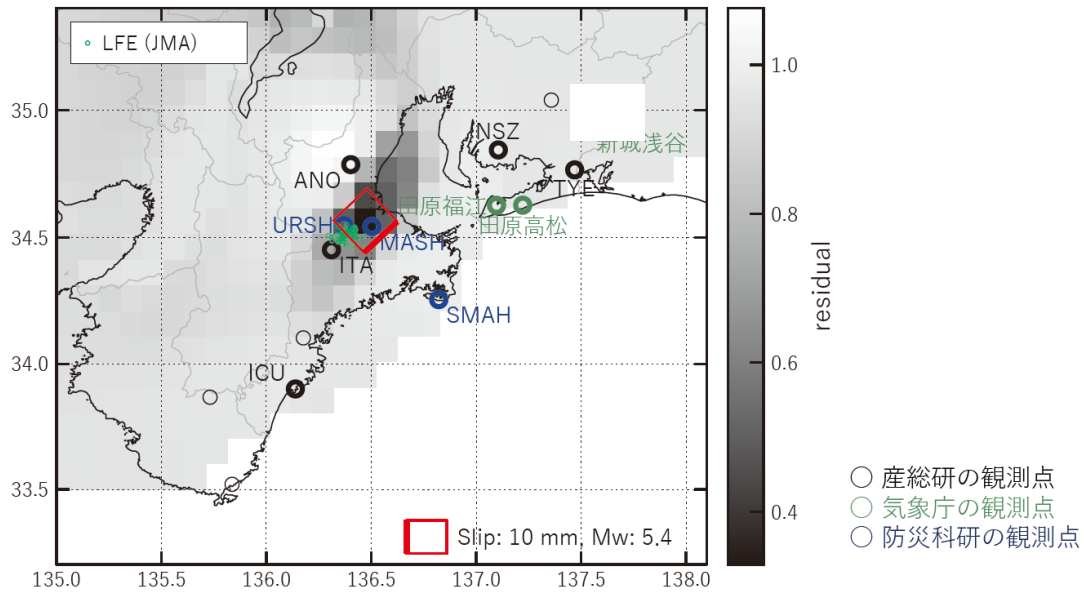 LFE (JMA)
35.0
34.5
34.0
33.5
135.0
135.5
136.0
136.5
137.0
137.5
138.0
NSZ
新城浅谷
ANO
TYE
田原福江
URSH
田原高松
MASH
ITA
SMAH
ICU
Slip: 10 mm, Mw: 5.4
1.0
0.8
0.6
0.4
residual
産総研の観測点
気象庁の観測点
防災科研の観測点